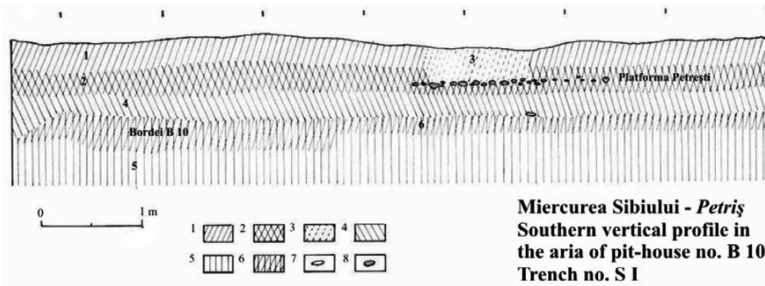 1
3'
2
Platforma Petreşti
4
6
Bordei B 10
5
0 1 m
1 2 3 4
5 6 7 8
Miercurea Sibiului - Petriş
Southern vertical profile in
the aria of pit-house no. B 10
Trench no. S I